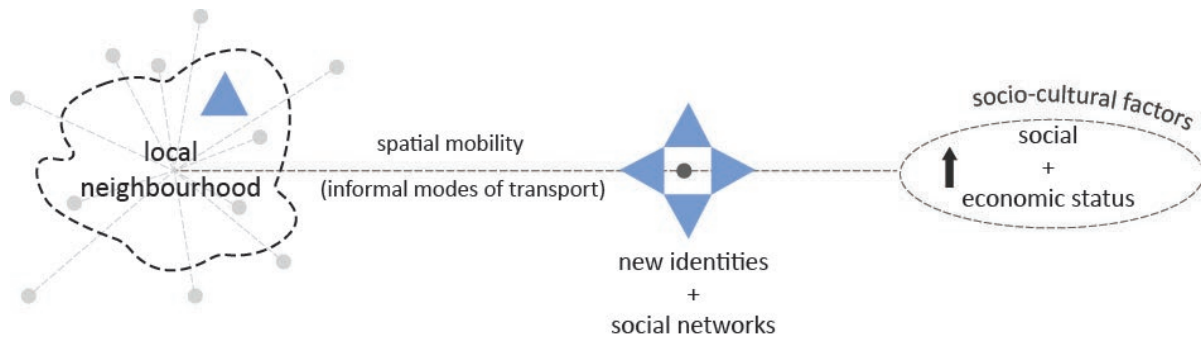 local
neighbourhood
spatial mobility
(informal modes of transport)
new identities
+
social networks
socio-cultural factors
social
+
economic status